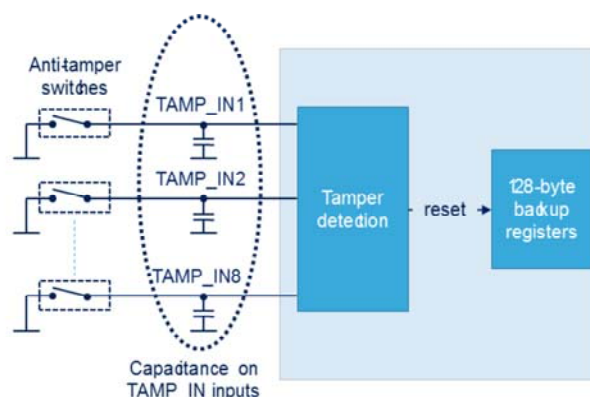 Anti-tamper
switches
TAMP_IN1
TAMP_IN2
TAMP_IN8
Tamper
detection
reset
128-byte
backup
registers
Capacitance on
TAMP_IN inputs